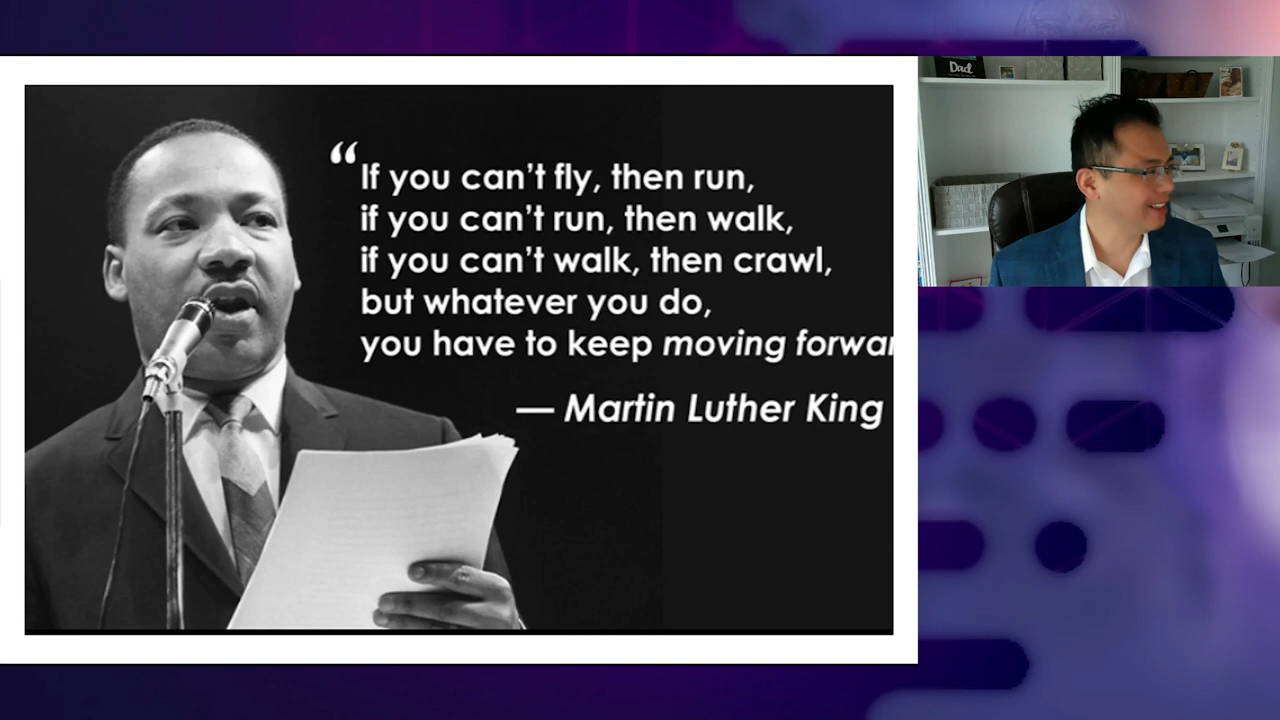 “If you can’t fly, then run,
if you can’t run, then walk,
if you can’t walk, then crawl,
but whatever you do,
you have to keep moving forwar
— Martin Luther King
Dad